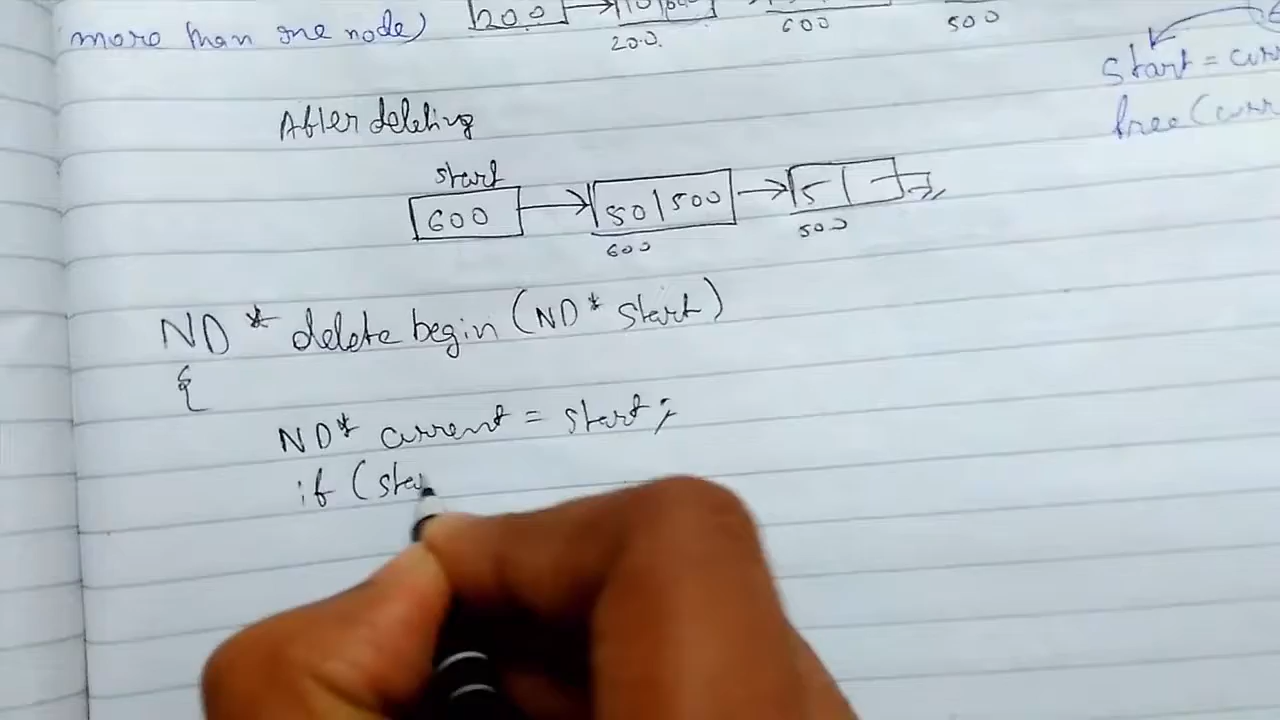 more than one node)
200
200.
600
500
start = curr
free(curr
After deleting
start
600 50 | 500 5 |
600
500
ND * delete begin (ND * start)
{
ND* current = start;
if (sta